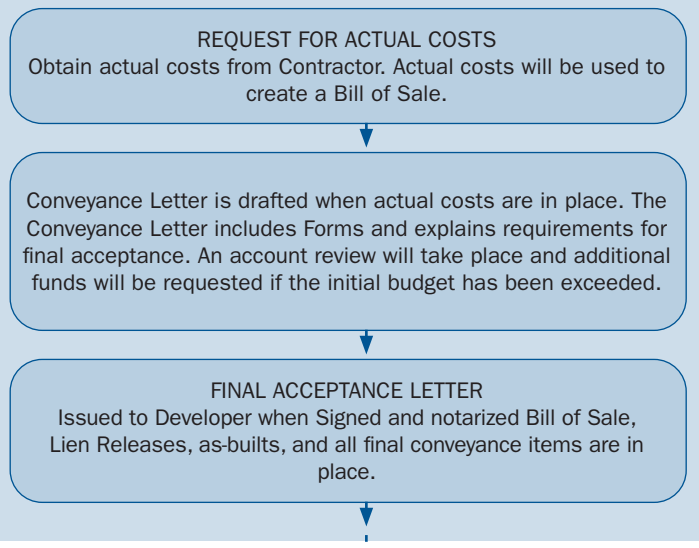 REQUEST FOR ACTUAL COSTS
Obtain actual costs from Contractor. Actual costs will be used to
create a Bill of Sale.
Conveyance Letter is drafted when actual costs are in place. The
Conveyance Letter includes Forms and explains requirements for
final acceptance. An account review will take place and additional
funds will be requested if the initial budget has been exceeded.
FINAL ACCEPTANCE LETTER
Issued to Developer when Signed and notarized Bill of Sale,
Lien Releases, as-builts, and all final conveyance items are in
place.